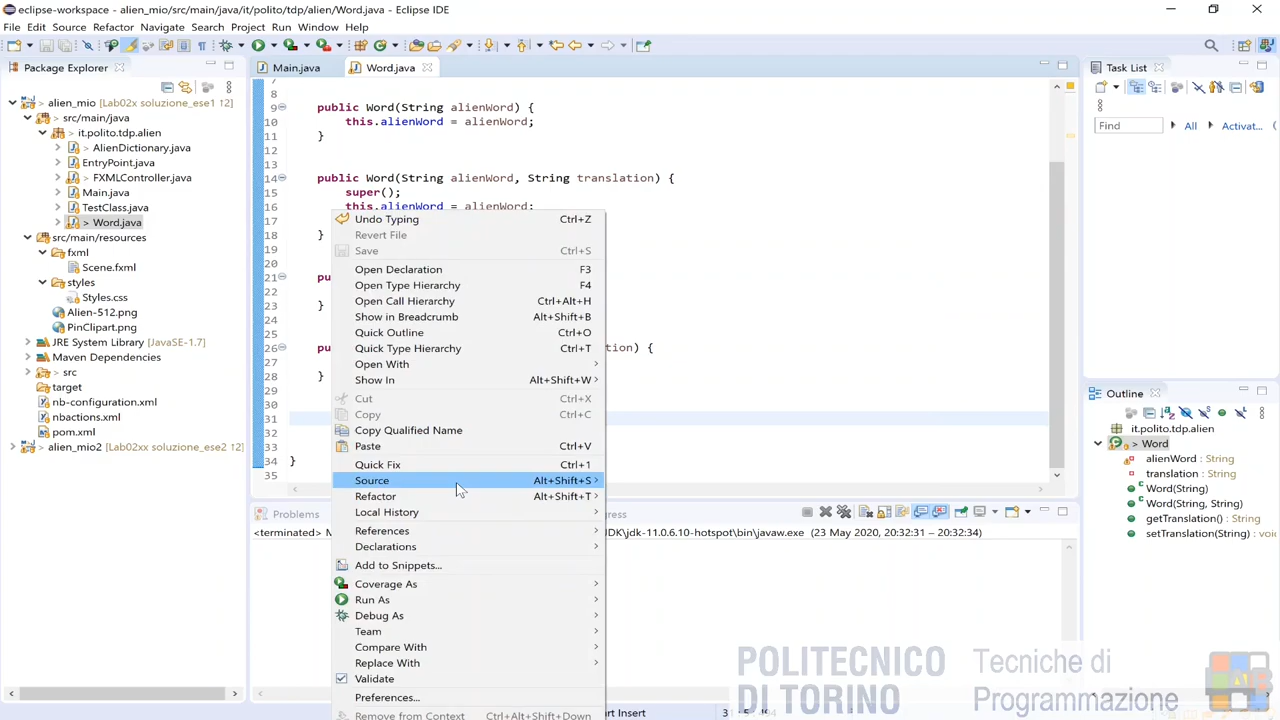 eclipse-workspace - alien_mio/src/main/java/it/polito/tdp/alien/Word.java - Eclipse IDE
File Edit Source Refactor Navigate Search Project Run Window Help
Package Explorer
alien_mio [Lab02x soluzione_ese1 12]
src/main/java
it.polito.tdp.alien
> AlienDictionary.java
EntryPoint.java
> FXMLController.java
Main.java
TestClass.java
> Word.java
src/main/resources
fxml
Scene.fxml
styles
Styles.css
Alien-512.png
PinClipart.png
JRE System Library [JavaSE-1.7]
Maven Dependencies
> src
target
nb-configuration.xml
nbactions.xml
pom.xml
alien_mio2 [Lab02x soluzione_ese2 12]
Main.java
Word.java
8
9 public Word(String alienWord) {
10 this.alienWord = alienWord;
11 }
12
13
14 public Word(String alienWord, String translation) {
15 super();
16 this.alienWord = alienWord;
17
18 }
19
20
21 pu
22
23 }
24
25
26 pu tion) {
27
28 }
29
30
31
32
33
34 }
35
Undo Typing Ctrl+Z
Revert File
Save Ctrl+S
Open Declaration F3
Open Type Hierarchy F4
Open Call Hierarchy Ctrl+Alt+H
Show in Breadcrumb Alt+Shift+B
Quick Outline Ctrl+O
Quick Type Hierarchy Ctrl+T
Open With
Show In Alt+Shift+W
Cut Ctrl+X
Copy Ctrl+C
Copy Qualified Name
Paste Ctrl+V
Quick Fix Ctrl+1
Source Alt+Shift+S
Refactor Alt+Shift+T
Local History
References
Declarations
Add to Snippets...
Coverage As
Run As
Debug As
Team
Compare With
Replace With
Validate
Preferences...
Remove from Context Ctrl+Alt+Shift+Down
Problems
ress
<terminated> M JDK\jdk-11.0.6.10-hotspot\bin\javaw.exe (23 May 2020, 20:32:31 – 20:32:34)
rt Insert
Task List
Find All Activat...
Outline
it.polito.tdp.alien
> Word
alienWord : String
translation : String
Word(String)
Word(String, String)
getTranslation() : String
setTranslation(String) : void
POLITECNICO
DI TORINO
Tecniche di
Programmazione